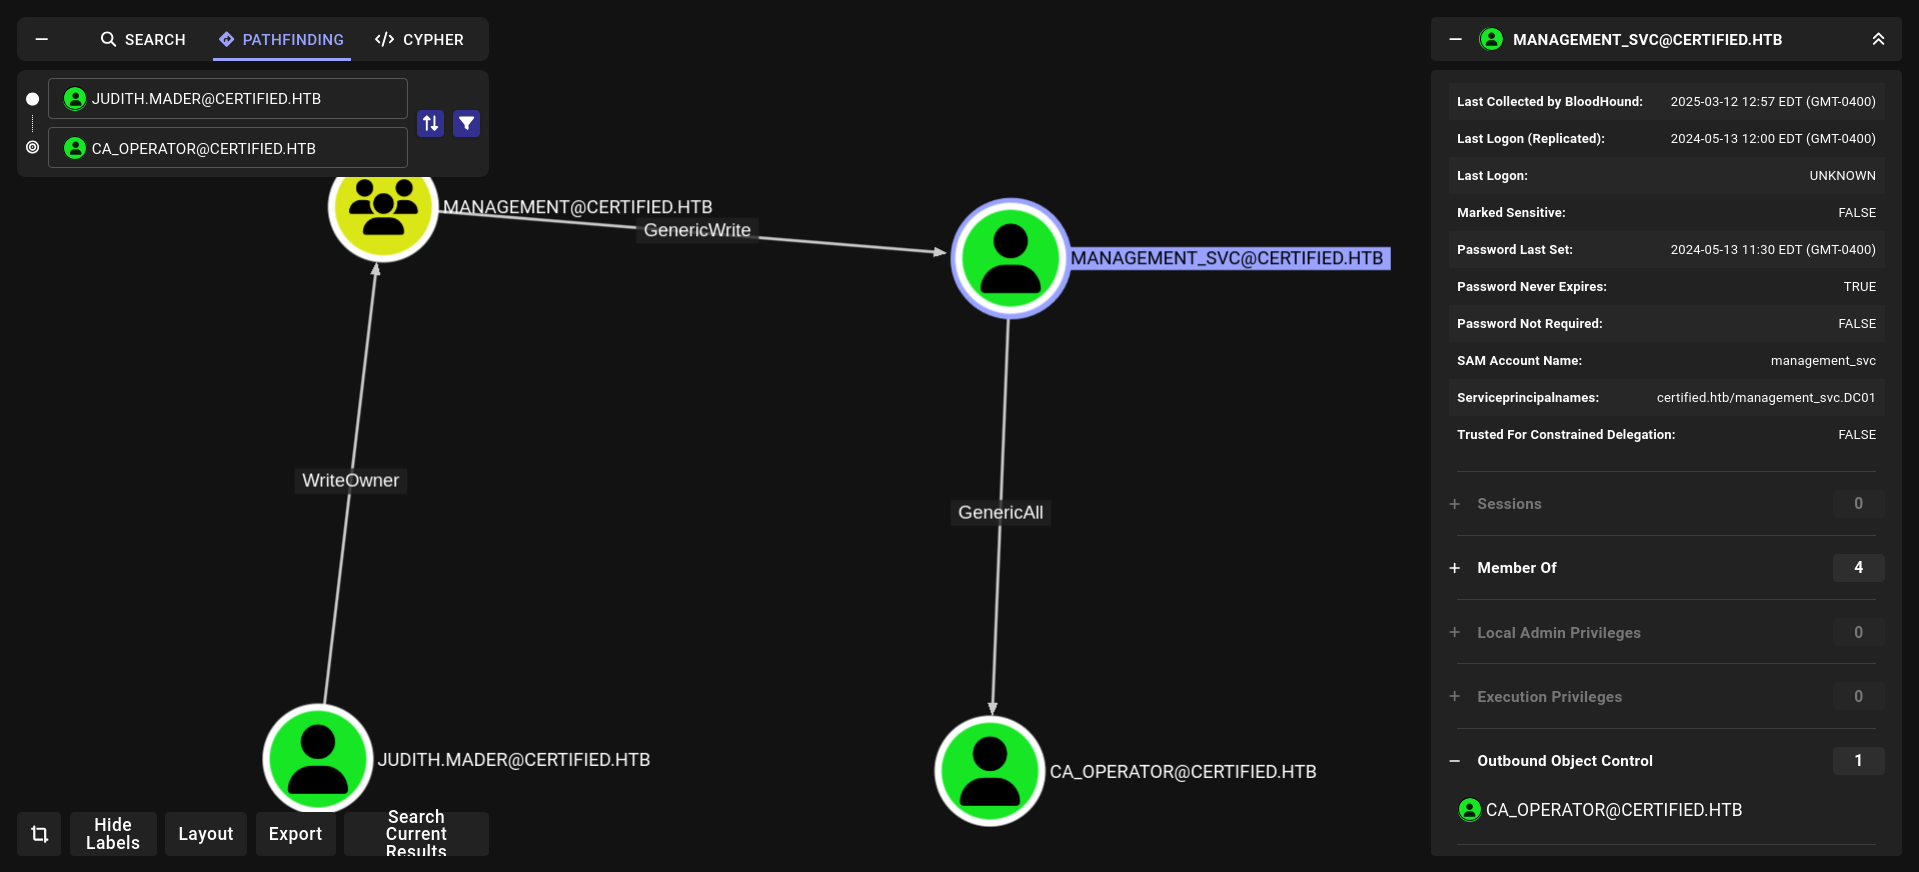 SEARCH
PATHFINDING
CYPHER
JUDITH.MADER@CERTIFIED.HTB
CA_OPERATOR@CERTIFIED.HTB
MANAGEMENT@CERTIFIED.HTB
GenericWrite
MANAGEMENT_SVC@CERTIFIED.HTB
WriteOwner
GenericAll
JUDITH.MADER@CERTIFIED.HTB
CA_OPERATOR@CERTIFIED.HTB
Hide
Labels
Layout
Export
Search
Current
Results
MANAGEMENT_SVC@CERTIFIED.HTB
Last Collected by BloodHound: 2025-03-12 12:57 EDT (GMT-0400)
Last Logon (Replicated): 2024-05-13 12:00 EDT (GMT-0400)
Last Logon: UNKNOWN
Marked Sensitive: FALSE
Password Last Set: 2024-05-13 11:30 EDT (GMT-0400)
Password Never Expires: TRUE
Password Not Required: FALSE
SAM Account Name: management_svc
Serviceprincipalnames: certified.htb/management_svc.DC01
Trusted For Constrained Delegation: FALSE
Sessions 0
Member Of 4
Local Admin Privileges 0
Execution Privileges 0
Outbound Object Control 1
CA_OPERATOR@CERTIFIED.HTB